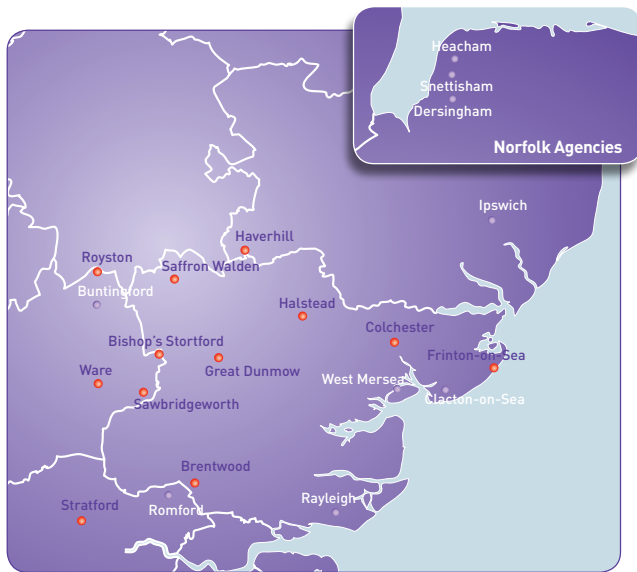 Heacham
Snettisham
Dersingham
Norfolk Agencies
Ipswich
Haverhill
Royston
Saffron Walden
Buntingford
Halstead
Colchester
Bishop's Stortford
Frinton-on-Sea
Great Dunmow
West Mersea
Ware
Clacton-on-Sea
Sawbridgeworth
Brentwood
Rayleigh
Stratford
Romford